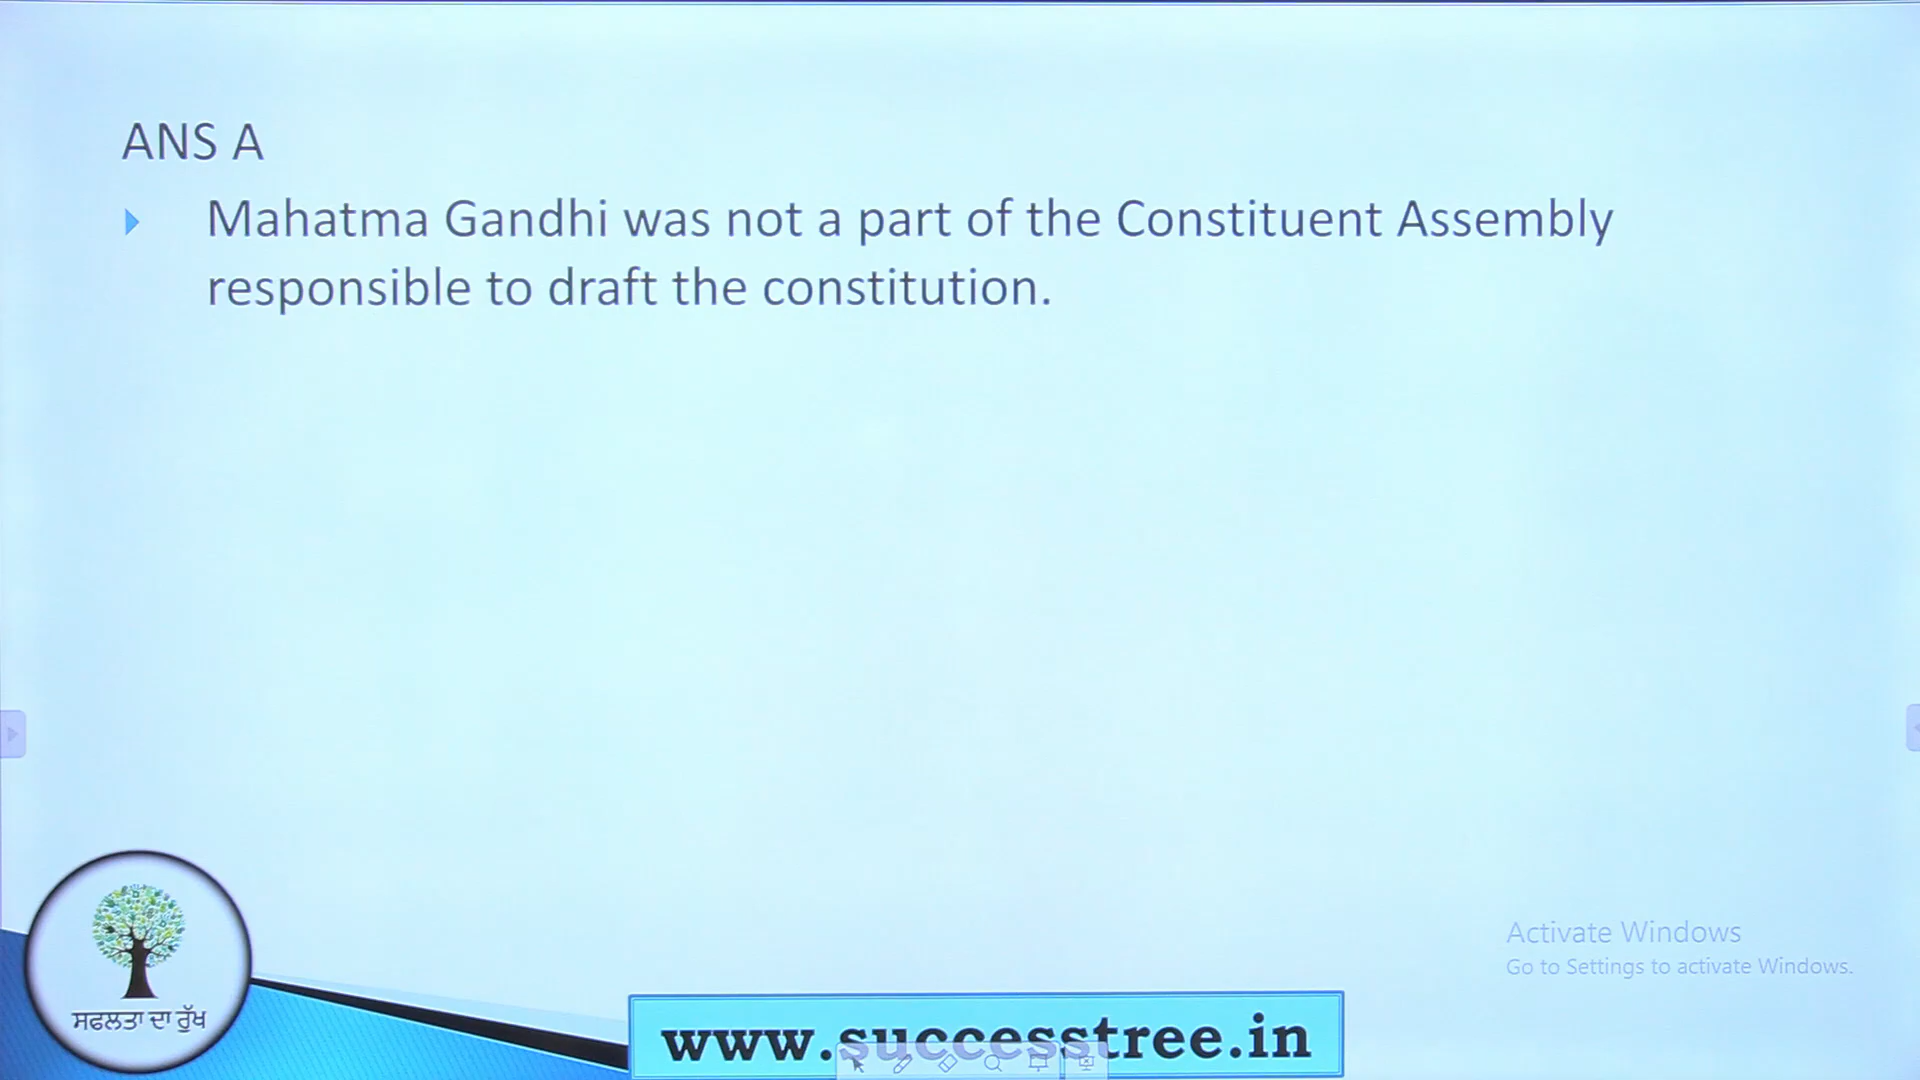 ANS A
Mahatma Gandhi was not a part of the Constituent Assembly
responsible to draft the constitution.
Activate Windows
Go to Settings to activate Windows.
ਸਫਲਤਾ ਦਾ ਰੁੱਖ
www.successtree.in